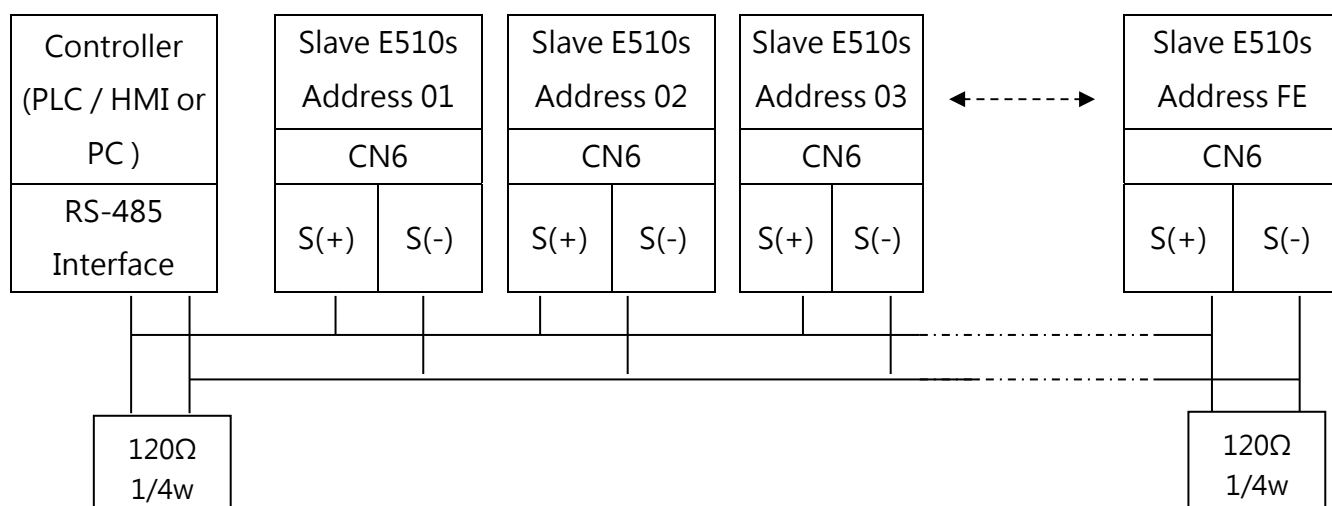 Controller
(PLC / HMI or
PC )
RS-485
Interface
Slave E510s
Address 01
CN6
S(+) S(-)
Slave E510s
Address 02
CN6
S(+) S(-)
Slave E510s
Address 03
CN6
S(+) S(-)
Slave E510s
Address FE
CN6
S(+) S(-)
120Ω
1/4w
120Ω
1/4w